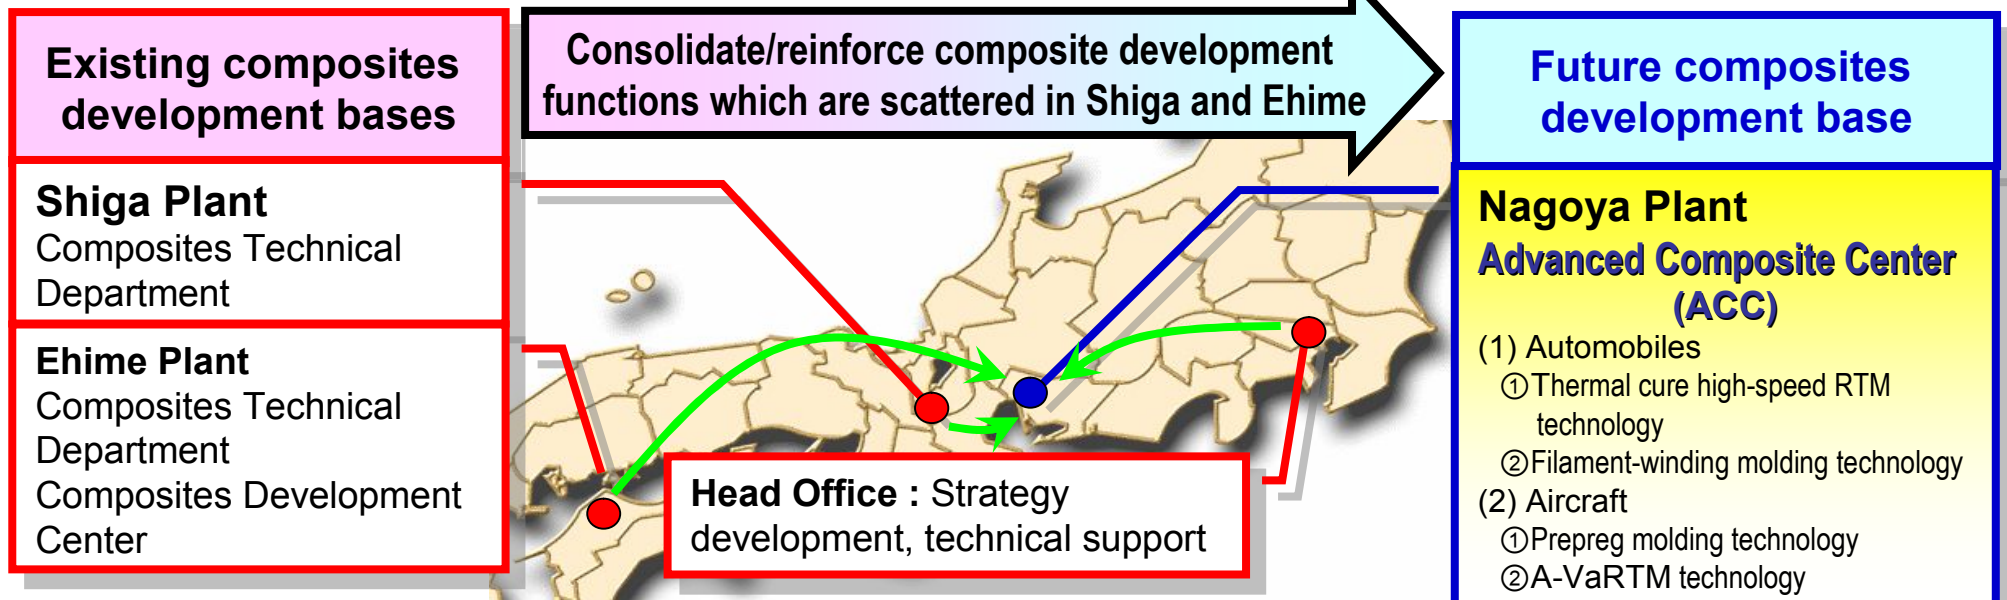 Existing composites
development bases
Consolidate/reinforce composite development
functions which are scattered in Shiga and Ehime
Future composites
development base
Shiga Plant
Composites Technical
Department
Ehime Plant
Composites Technical
Department
Composites Development
Center
Head Office : Strategy
development, technical support
Nagoya Plant
Advanced Composite Center
(ACC)
(1) Automobiles
①Thermal cure high-speed RTM
technology
②Filament-winding molding technology
(2) Aircraft
①Prepreg molding technology
②A-VaRTM technology